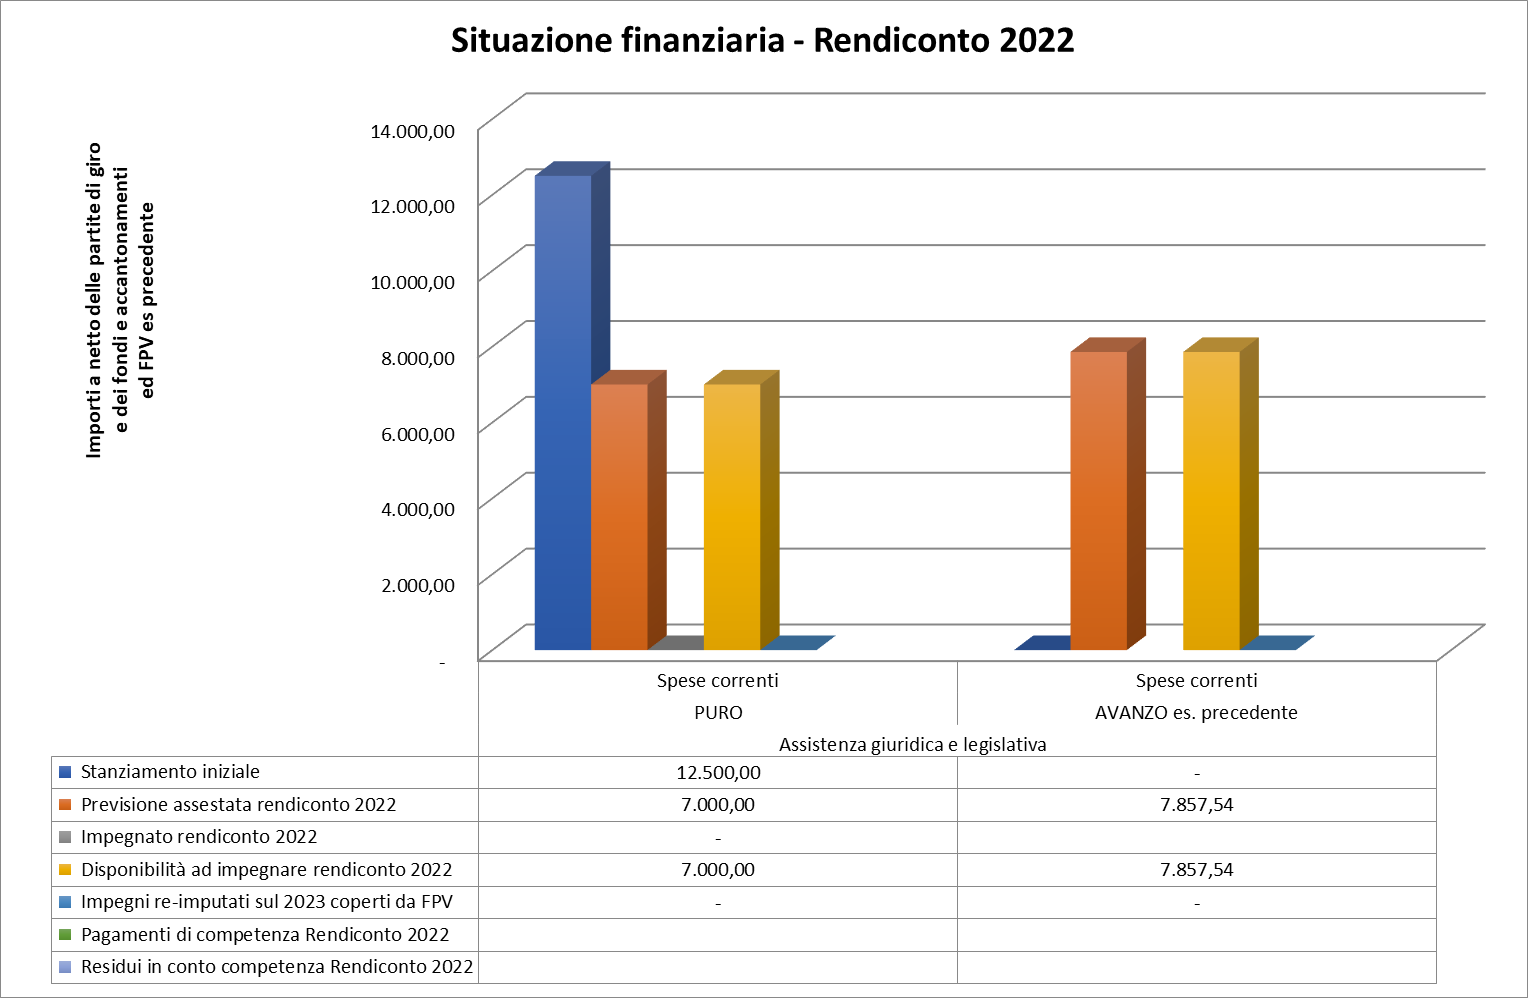 Situazione finanziaria - Rendiconto 2022
Importi a netto delle partite di giro
e dei fondi e accantonamenti
ed FPV es precedente
14.000,00
12.000,00
10.000,00
8.000,00
6.000,00
4.000,00
2.000,00
-
Spese correnti Spese correnti
PURO AVANZO es. precedente
Assistenza giuridica e legislativa
Stanziamento iniziale 12.500,00 -
Previsione assestata rendiconto 2022 7.000,00 7.857,54
Impegnato rendiconto 2022 -
Disponibilità ad impegnare rendiconto 2022 7.000,00 7.857,54
Impegni re-imputati sul 2023 coperti da FPV - -
Pagamenti di competenza Rendiconto 2022
Residui in conto competenza Rendiconto 2022